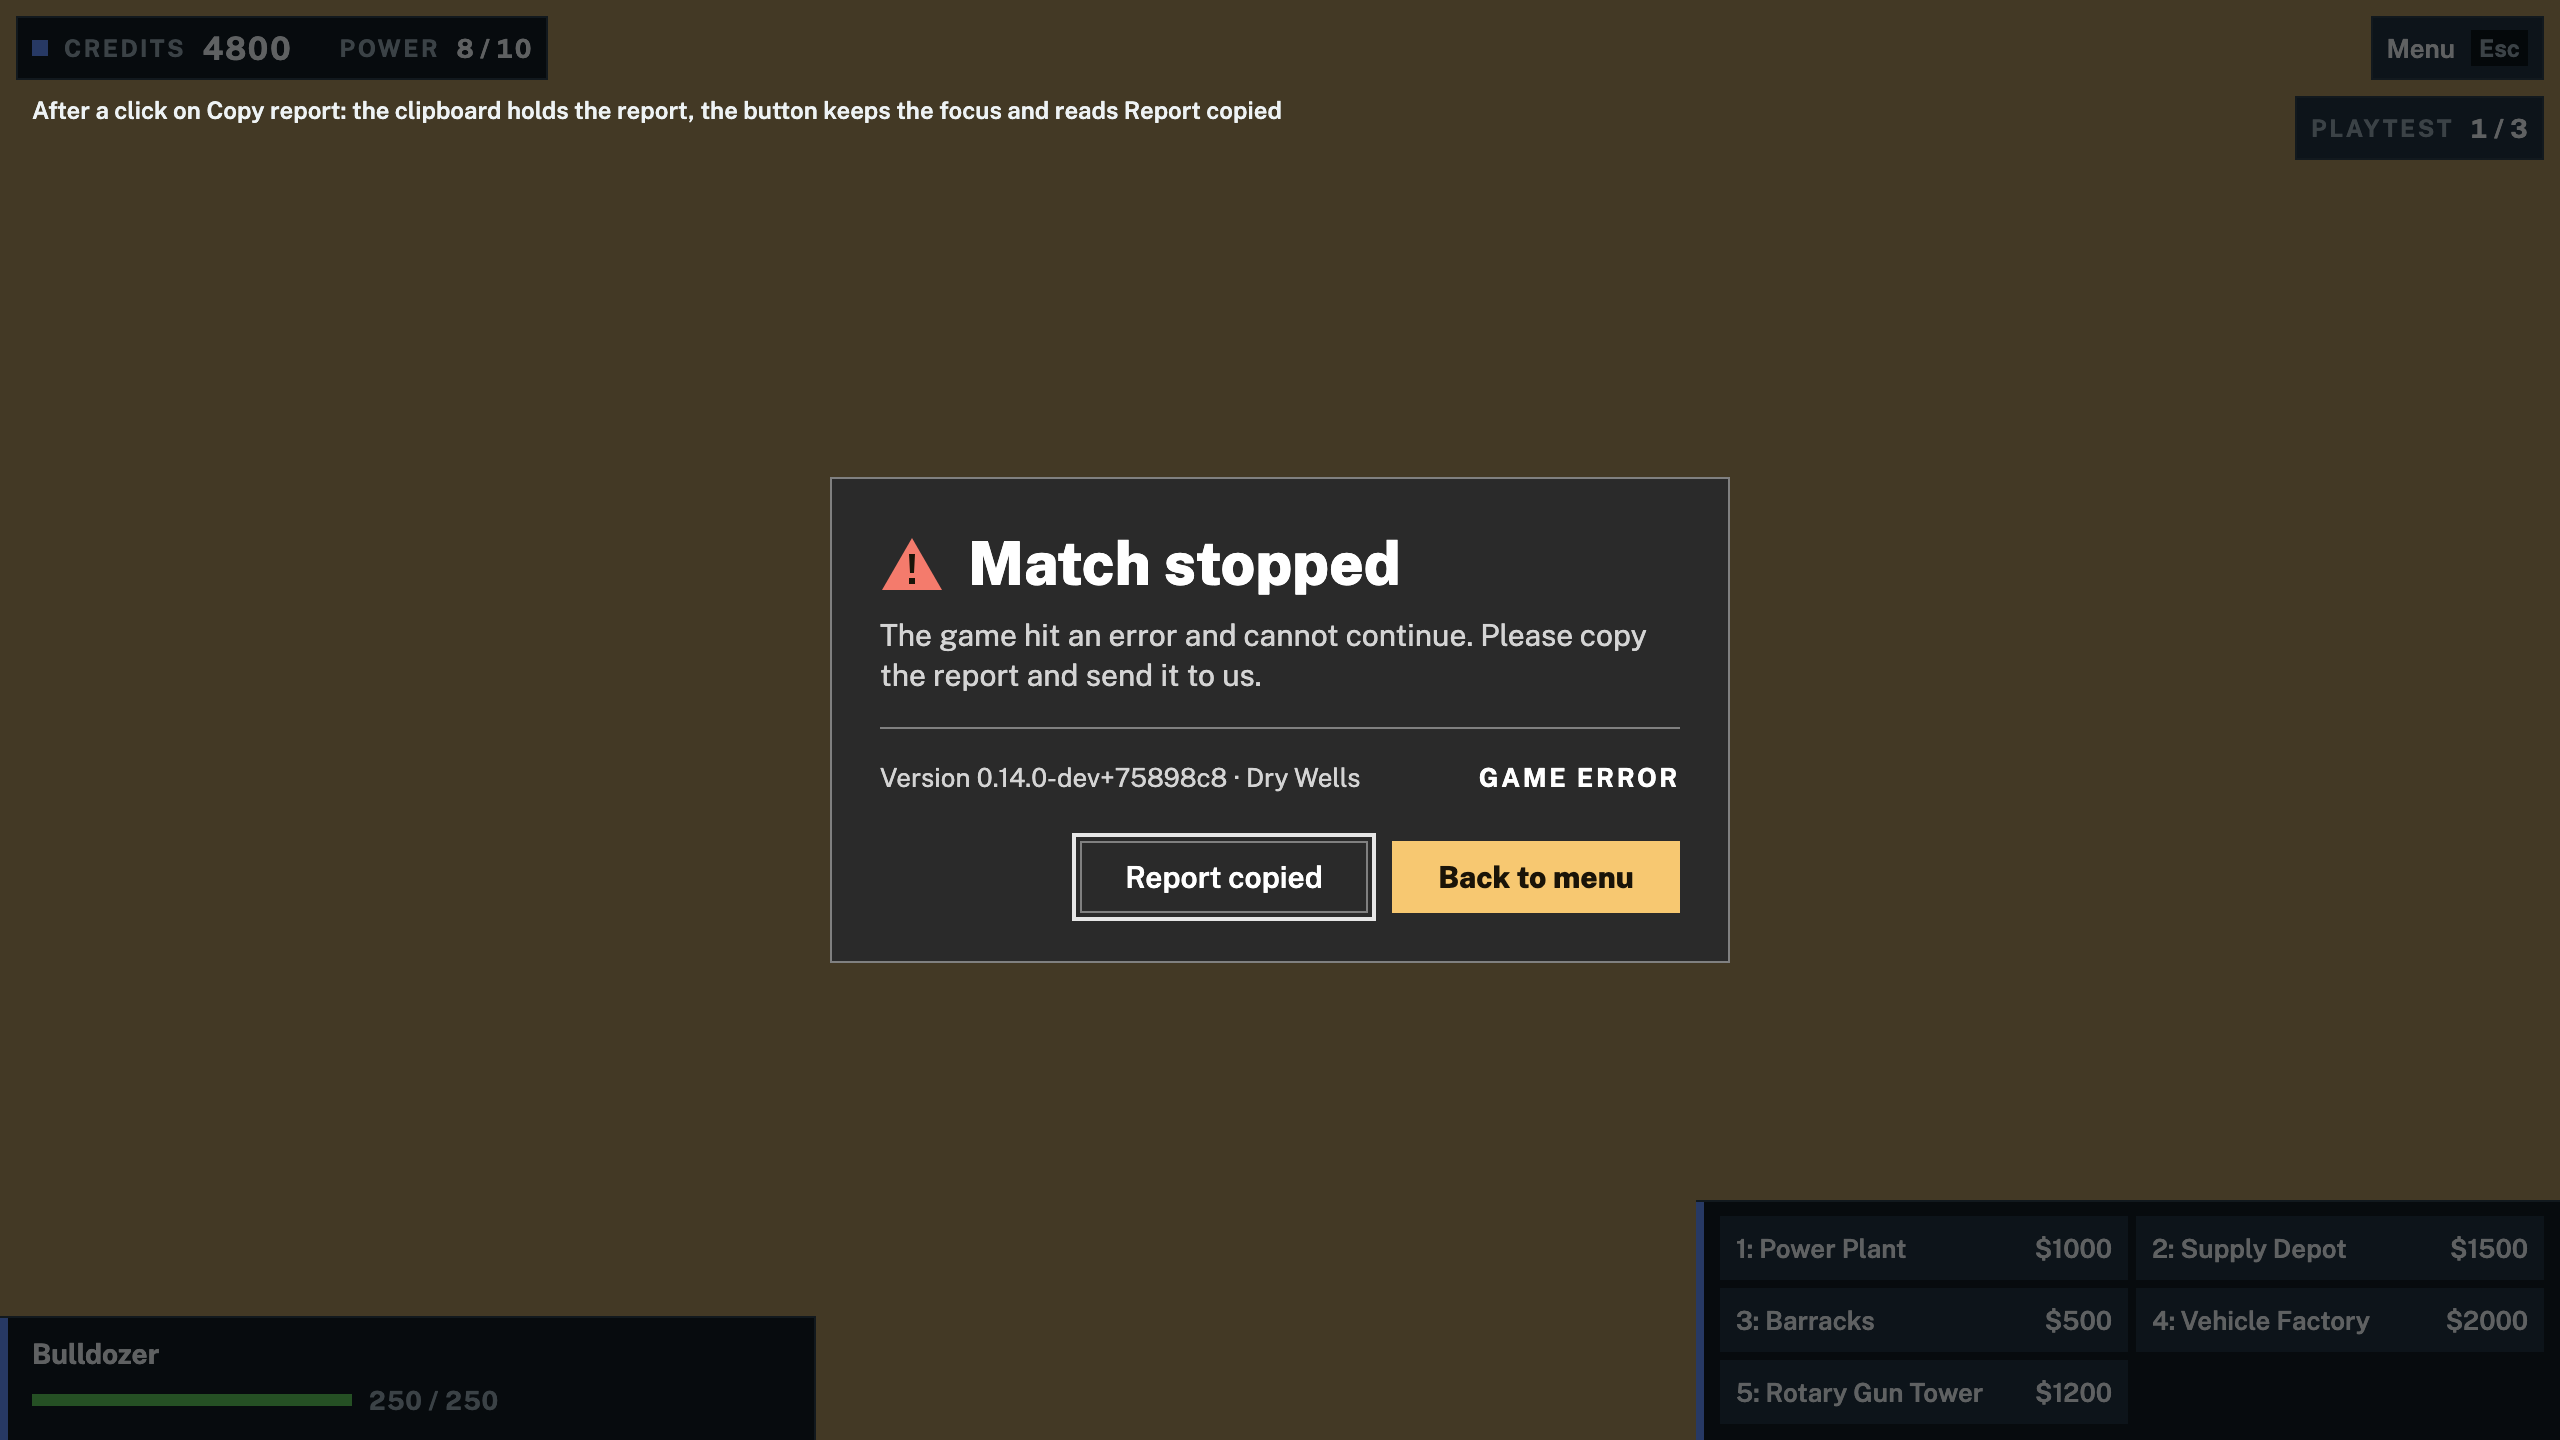 CREDITS 4800 POWER 8 / 10
Menu Esc
After a click on Copy report: the clipboard holds the report, the button keeps the focus and reads Report copied
PLAYTEST 1 / 3
! Match stopped
The game hit an error and cannot continue. Please copy
the report and send it to us.
Version 0.14.0-dev+75898c8 · Dry Wells GAME ERROR
Report copied Back to menu
Bulldozer
250 / 250
1: Power Plant $1000 2: Supply Depot $1500
3: Barracks $500 4: Vehicle Factory $2000
5: Rotary Gun Tower $1200